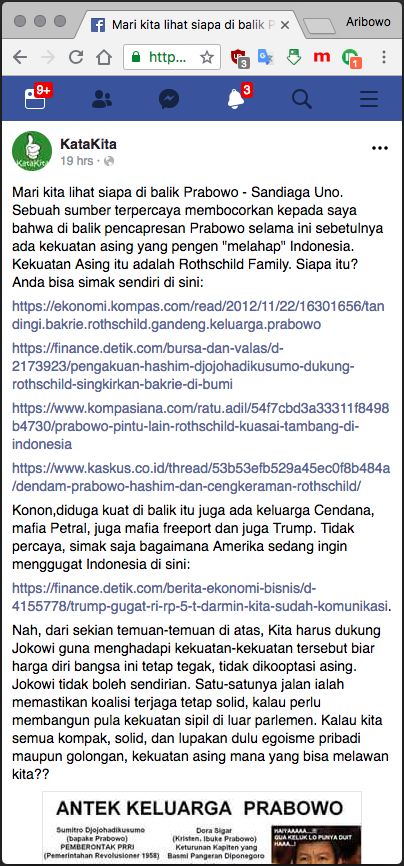 Mari kita lihat siapa di balik P
Aribowo
https...
3
1
9+
3
KataKita
KataKita
19 hrs ·
Mari kita lihat siapa di balik Prabowo - Sandiaga Uno.
Sebuah sumber terpercaya membocorkan kepada saya
bahwa di balik pencapresan Prabowo selama ini sebetulnya
ada kekuatan asing yang pengen "melahap" Indonesia.
Kekuatan Asing itu adalah Rothschild Family. Siapa itu?
Anda bisa simak sendiri di sini:
https://ekonomi.kompas.com/read/2012/11/22/16301656/tan
dingi.bakrie.rothschild.gandeng.keluarga.prabowo
https://finance.detik.com/bursa-dan-valas/d-
2173923/pengakuan-hashim-djojohadikusumo-dukung-
rothschild-singkirkan-bakrie-di-bumi
https://www.kompasiana.com/ratu.adil/54f7cbd3a33311f8498
b4730/prabowo-pintu-lain-rothschild-kuasai-tambang-di-
indonesia
https://www.kaskus.co.id/thread/53b53efb529a45ec0f8b484a
/dendam-prabowo-hashim-dan-cengkeraman-rothschild/
Konon,diduga kuat di balik itu juga ada keluarga Cendana,
mafia Petral, juga mafia freeport dan juga Trump. Tidak
percaya, simak saja bagaimana Amerika sedang ingin
menggugat Indonesia di sini:
https://finance.detik.com/berita-ekonomi-bisnis/d-
4155778/trump-gugat-ri-rp-5-t-darmin-kita-sudah-komunikasi.
Nah, dari sekian temuan-temuan di atas, Kita harus dukung
Jokowi guna menghadapi kekuatan-kekuatan tersebut biar
harga diri bangsa ini tetap tegak, tidak dikooptasi asing.
Jokowi tidak boleh sendirian. Satu-satunya jalan ialah
memastikan koalisi terjaga tetap solid, kalau perlu
membangun pula kekuatan sipil di luar parlemen. Kalau kita
semua kompak, solid, dan lupakan dulu egoisme pribadi
maupun golongan, kekuatan asing mana yang bisa melawan
kita??
ANTEK KELUARGA PRABOWO
Sumitro Djojohadikusumo
(bapake Prabowo)
PEMBERONTAK PRRI
(Pemerintahan Revolusioner 1958)
Dora Sigar
(Kristen, Ibuke Prabowo)
Keturunan Kapiten yang
Basmi Pangeran Diponegoro
HAIYAAAAA...!!!
GUA KELUK LO PUNYA DUIT